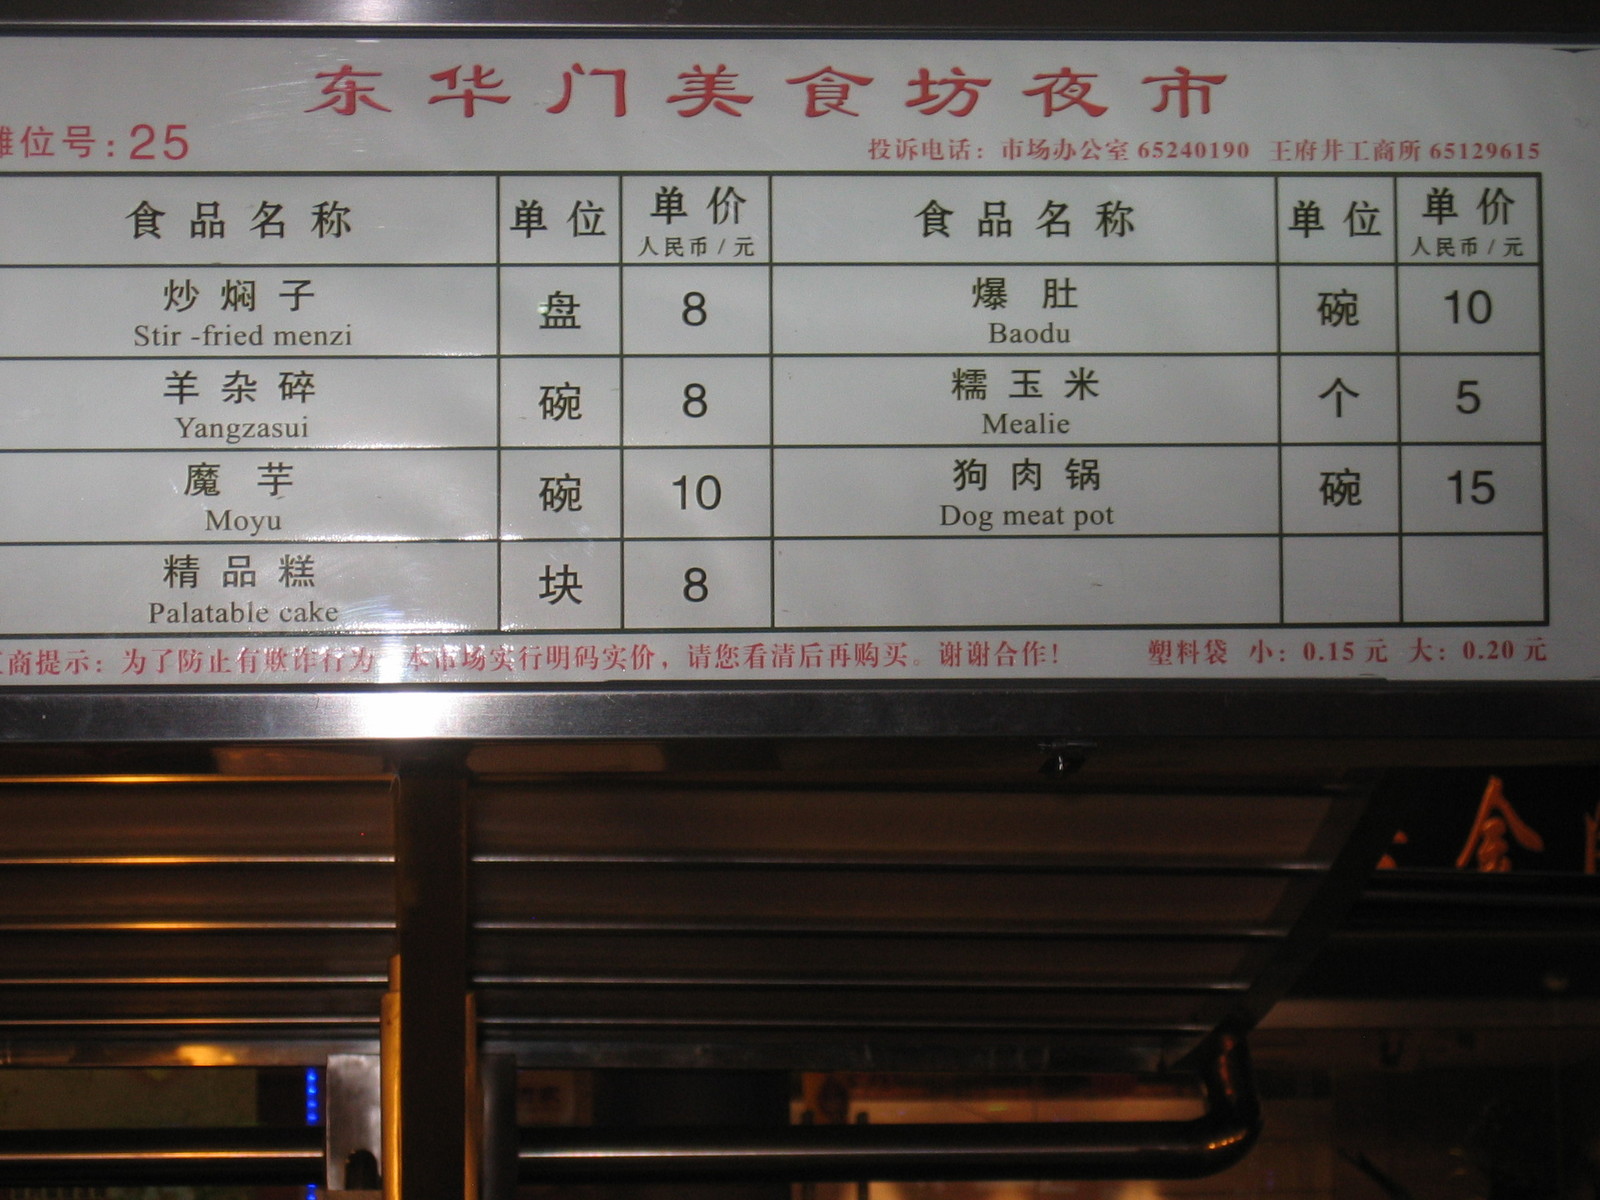 东华门美食坊夜市
摊位号：25
投诉电话：市场办公室 65240190 王府井工商所 65129615
食品名称 单位 单价 食品名称 单位 单价
人民币/元 人民币/元
炒焖子 盘 8 爆肚 碗 10
Stir -fried menzi Baodu
羊杂碎 碗 8 糯玉米 个 5
Yangzasui Mealie
魔芋 碗 10 狗肉锅 碗 15
Moyu Dog meat pot
精品糕 块 8
Palatable cake
工商提示：为了防止有欺诈行为 本市场实行明码实价，请您看清后再购买。谢谢合作！ 塑料袋 小：0.15 元 大：0.20 元
金